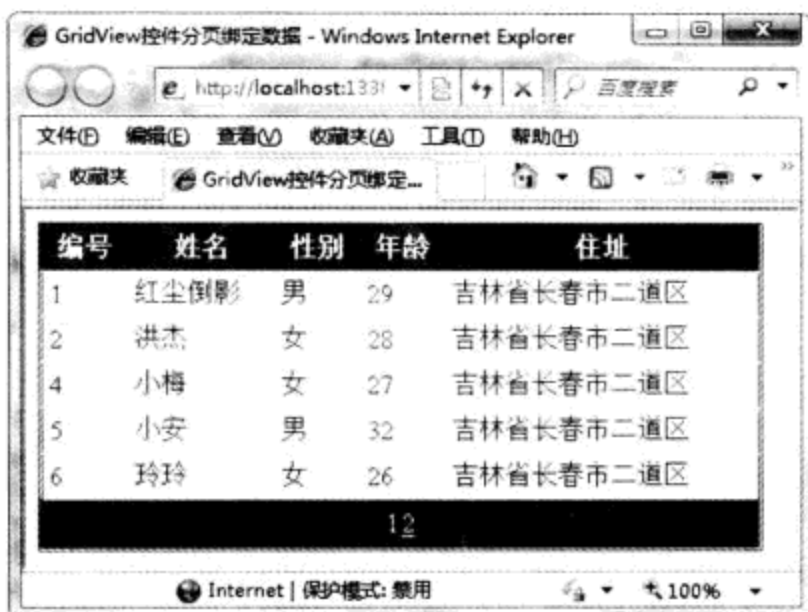 GridView控件分页绑定数据 - Windows Internet Explorer
http://localhost:133 百度搜索
文件(F) 编辑(E) 查看(V) 收藏夹(A) 工具(T) 帮助(H)
收藏夹 GridView控件分页绑定...
编号 姓名 性别 年龄 住址
1 红尘倒影 男 29 吉林省长春市二道区
2 洪杰 女 28 吉林省长春市二道区
4 小梅 女 27 吉林省长春市二道区
5 小安 男 32 吉林省长春市二道区
6 玲玲 女 26 吉林省长春市二道区
1 2
Internet | 保护模式: 禁用 100%